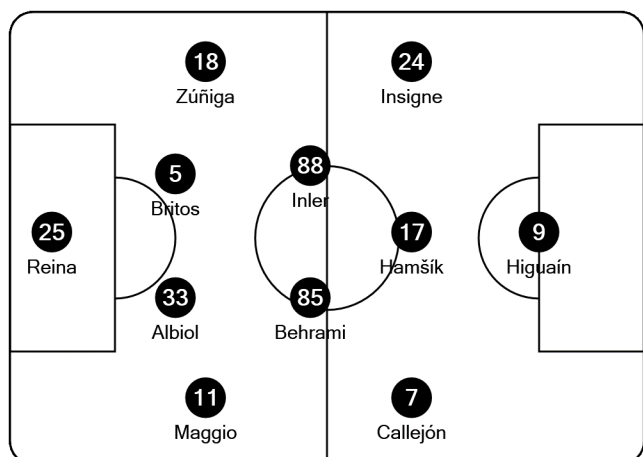 18
Zúñiga
24
Insigne
5
Britos
88
Inler
25
Reina
17
Hamšík
9
Higuaín
33
Albiol
85
Behrami
11
Maggio
7
Callejón